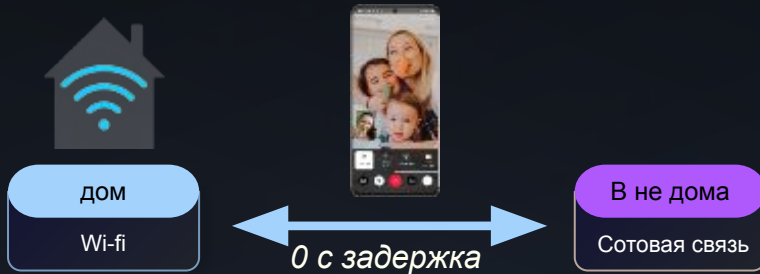 дом
В не дома
Wi-fi
Сотовая связь
0 с задержка